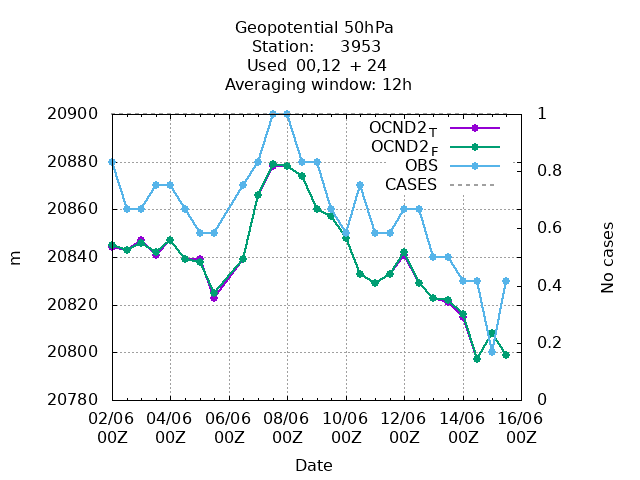 Geopotential 50hPa
Station: 3953
Used 00,12 + 24
Averaging window: 12h
20900
20880
20860
20840
20820
20800
20780
m
OCND2T
OCND2F
OBS
CASES
1
0.8
0.6
0.4
0.2
0
No cases
02/06 04/06 06/06 08/06 10/06 12/06 14/06 16/06
00Z 00Z 00Z 00Z 00Z 00Z 00Z 00Z
Date